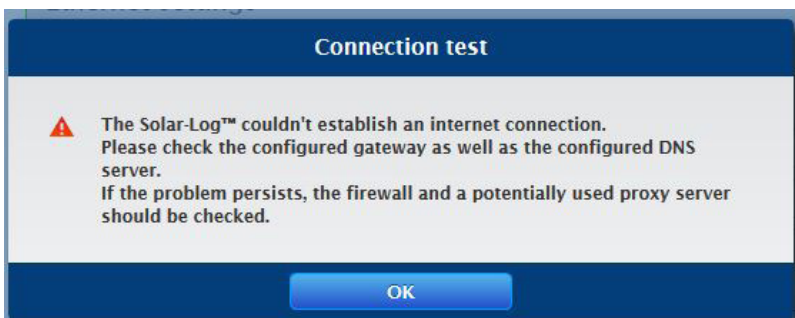 Connection test
The Solar-Log™ couldn't establish an internet connection.
Please check the configured gateway as well as the configured DNS
server.
If the problem persists, the firewall and a potentially used proxy server
should be checked.
OK